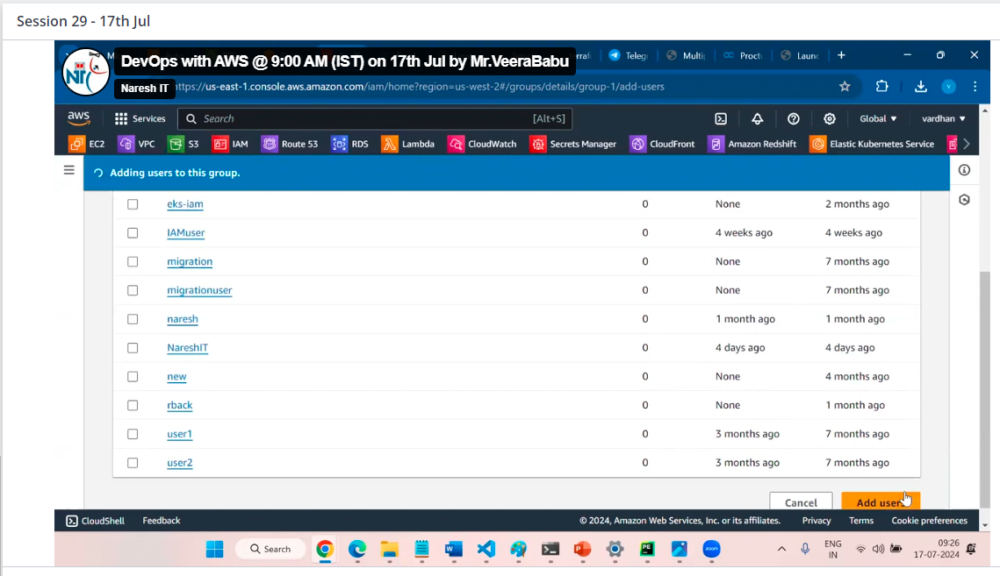 Session 29 - 17th Jul
DevOps with AWS @ 9:00 AM (IST) on 17th Jul by Mr.VeeraBabu
Teleg
Multi
Proct
Launc
NIT
Naresh IT
https://us-east-1.console.aws.amazon.com/iam/home?region=us-west-2#/groups/details/group-1/add-users
aws
Services
Search
[Alt+S]
Global
vardhan
EC2 VPC S3 IAM Route 53 RDS Lambda CloudWatch Secrets Manager CloudFront Amazon Redshift Elastic Kubernetes Service
Adding users to this group.
eks-iam 0 None 2 months ago
IAMuser 0 4 weeks ago 4 weeks ago
migration 0 None 7 months ago
migrationuser 0 None 7 months ago
naresh 0 1 month ago 1 month ago
NareshIT 0 4 days ago 4 days ago
new 0 None 4 months ago
rback 0 None 1 month ago
user1 0 3 months ago 7 months ago
user2 0 3 months ago 7 months ago
Cancel Add users
CloudShell Feedback © 2024, Amazon Web Services, Inc. or its affiliates. Privacy Terms Cookie preferences
Search
zoom
ENG
IN
09:26
17-07-2024